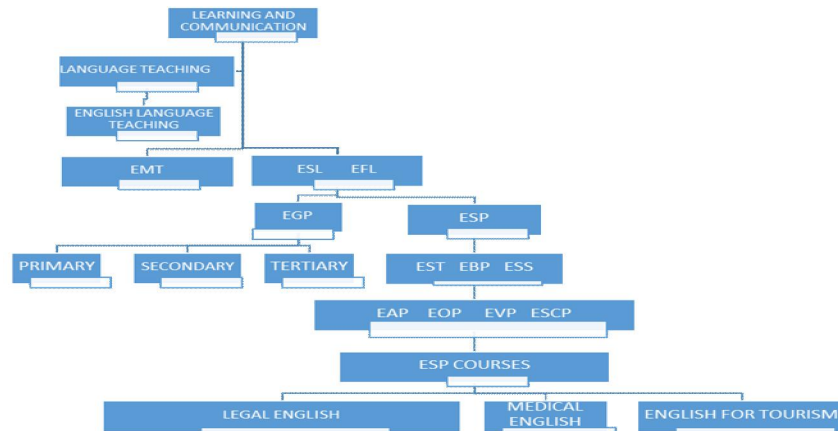 LEARNING AND
COMMUNICATION
LANGUAGE TEACHING
ENGLISH LANGUAGE
TEACHING
EMT
ESL EFL
EGP
ESP
PRIMARY
SECONDARY
TERTIARY
EST EBP ESS
EAP EOP EVP ESCP
ESP COURSES
LEGAL ENGLISH
MEDICAL
ENGLISH
ENGLISH FOR TOURISM